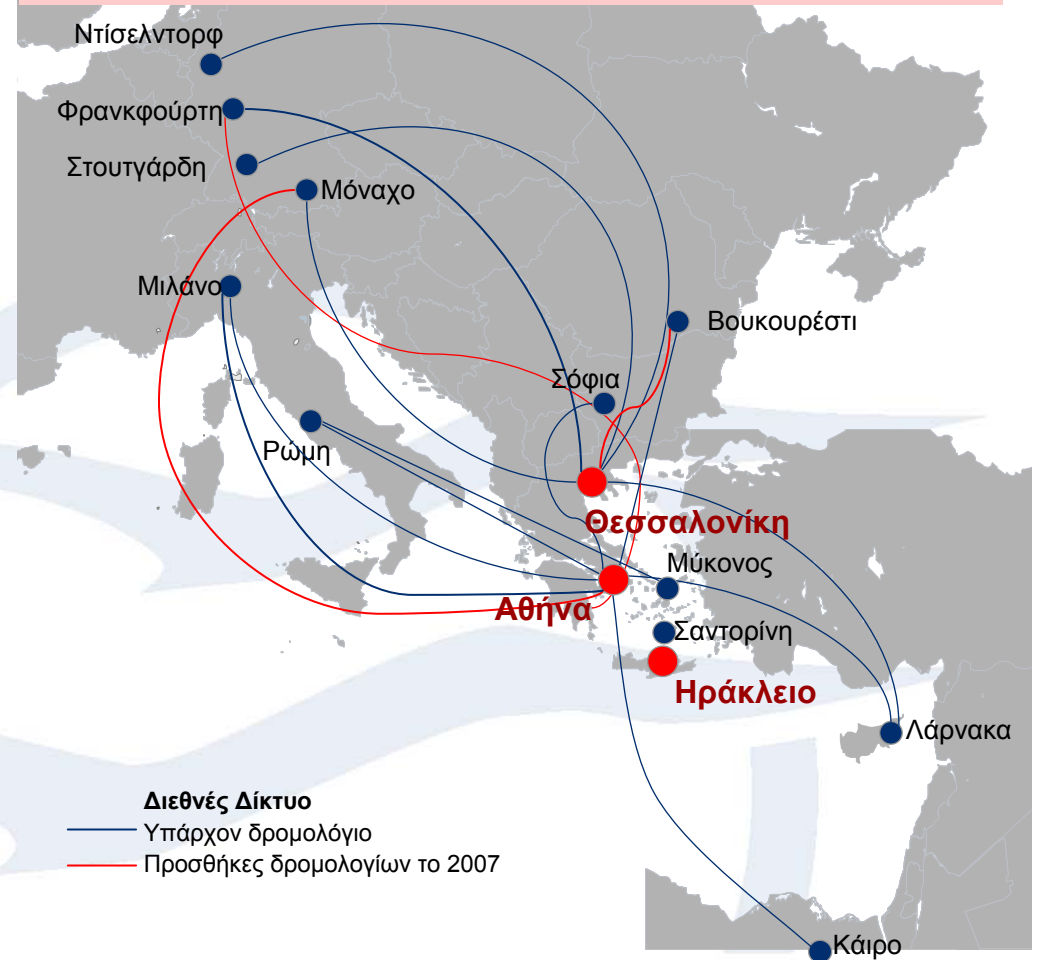 Ντίσελντορφ
Φρανκφούρτη
Στουτγάρδη
Μόναχο
Μιλάνο
Βουκουρέστι
Σόφια
Ρώμη
Θεσσαλονίκη
Μύκονος
Αθήνα
Σαντορίνη
Ηράκλειο
Λάρνακα
Διεθνές Δίκτυο
Υπάρχον δρομολόγιο
Προσθήκες δρομολογίων το 2007
Κάιρο